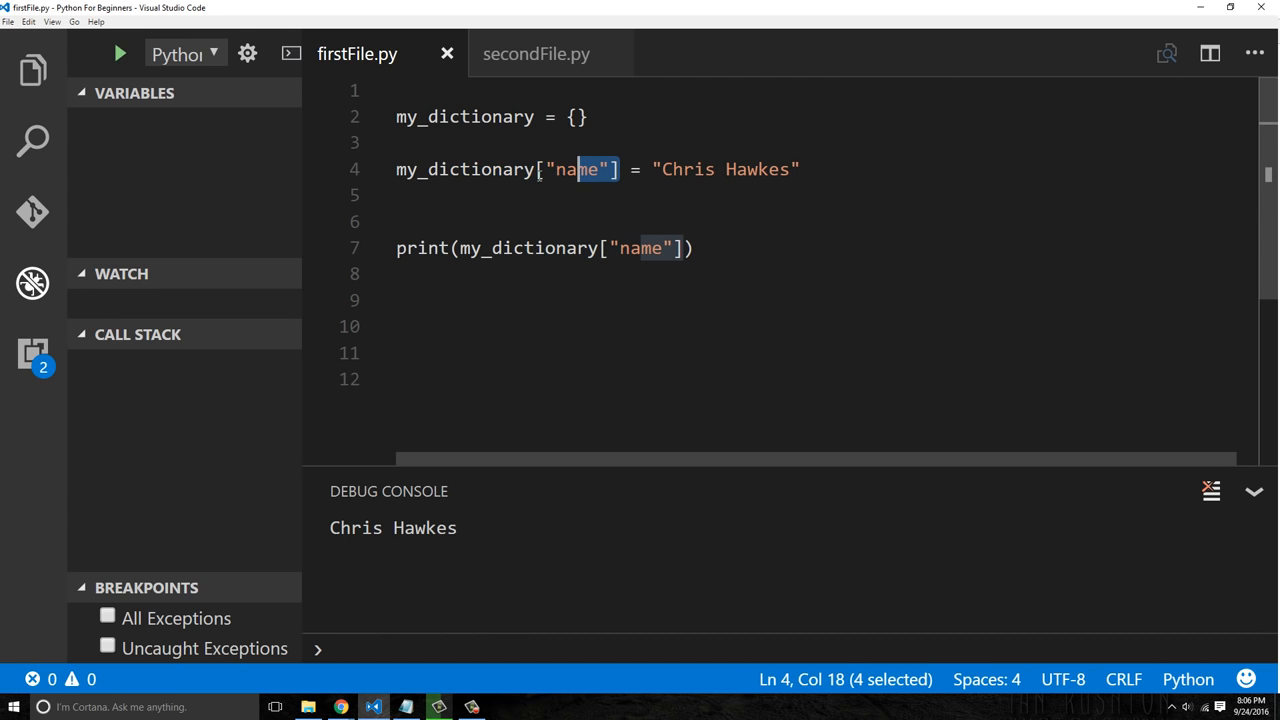 firstFile.py - Python For Beginners - Visual Studio Code
File Edit View Go Help
Python
firstFile.py
secondFile.py
VARIABLES
WATCH
CALL STACK
2
BREAKPOINTS
All Exceptions
Uncaught Exceptions
1
2 my_dictionary = {}
3
4 my_dictionary["name"] = "Chris Hawkes"
5
6
7 print(my_dictionary["name"])
8
9
10
11
12
DEBUG CONSOLE
Chris Hawkes
0 0 Ln 4, Col 18 (4 selected) Spaces: 4 UTF-8 CRLF Python
I'm Cortana. Ask me anything.
8:06 PM
9/24/2016